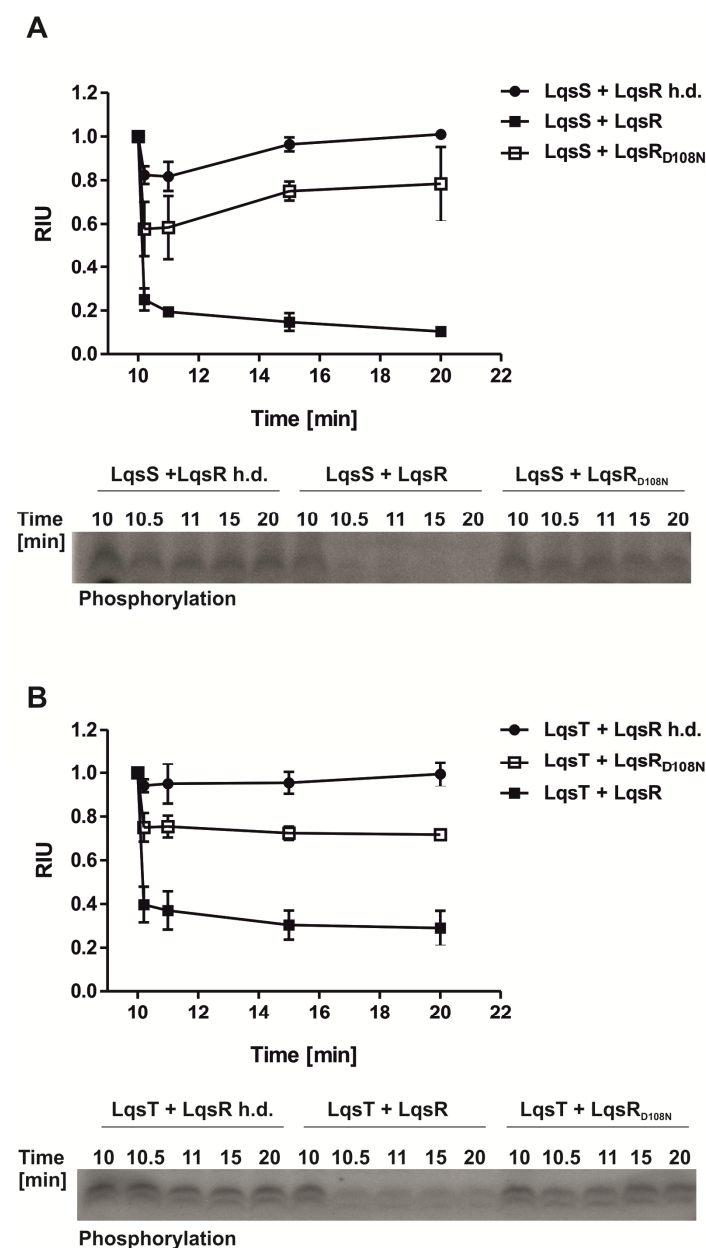 A
1.2
1.0
0.8
0.6
0.4
0.2
0.0
RIU
10 12 14 16 18 20 22
Time [min]
LqsS + LqsR h.d.
LqsS + LqsR
LqsS + LqsRD108N
LqsS +LqsR h.d. LqsS + LqsR LqsS + LqsRD108N
Time 10 10.5 11 15 20 10 10.5 11 15 20 10 10.5 11 15 20
[min]
Phosphorylation
B
1.2
1.0
0.8
0.6
0.4
0.2
0.0
RIU
10 12 14 16 18 20 22
Time [min]
LqsT + LqsR h.d.
LqsT + LqsRD108N
LqsT + LqsR
LqsT + LqsR h.d. LqsT + LqsR LqsT + LqsRD108N
Time 10 10.5 11 15 20 10 10.5 11 15 20 10 10.5 11 15 20
[min]
Phosphorylation